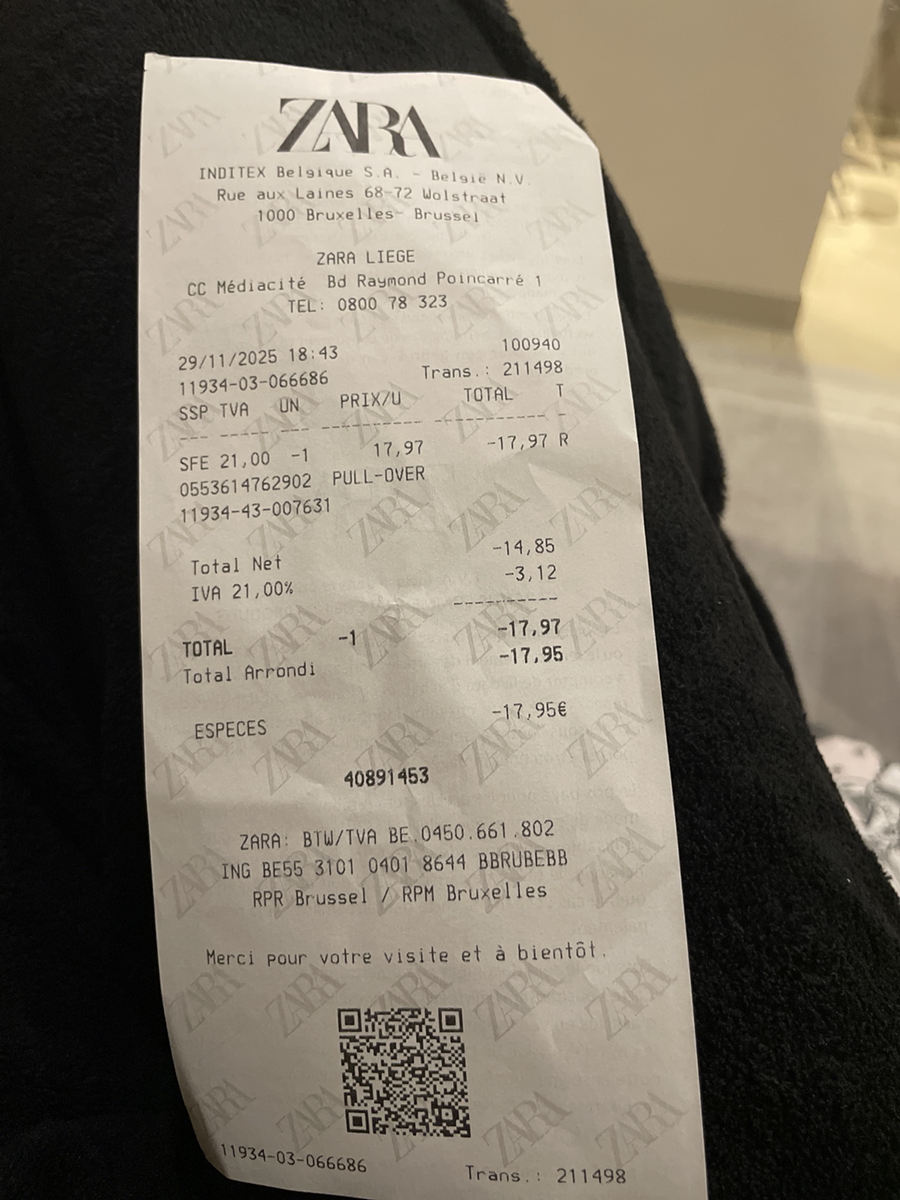 ZARA
INDITEX Belgique S.A. - België N.V.
Rue aux Laines 68-72 Wolstraat
1000 Bruxelles- Brussel
ZARA LIEGE
CC Médiacité Bd Raymond Poincarré 1
TEL: 0800 78 323
29/11/2025 18:43 100940
11934-03-066686 Trans.: 211498
SSP TVA UN PRIX/U TOTAL T
--- ----- --- ---------- ---------- -
SFE 21,00 -1 17,97 -17,97 R
0553614762902 PULL-OVER
11934-43-007631
Total Net -14,85
IVA 21,00% -3,12
----------
TOTAL -1 -17,97
Total Arrondi -17,95
ESPECES -17,95€
40891453
ZARA: BTW/TVA BE.0450.661.802
ING BE55 3101 0401 8644 BBRUBEBB
RPR Brussel / RPM Bruxelles
Merci pour votre visite et à bientôt.
11934-03-066686 Trans.: 211498